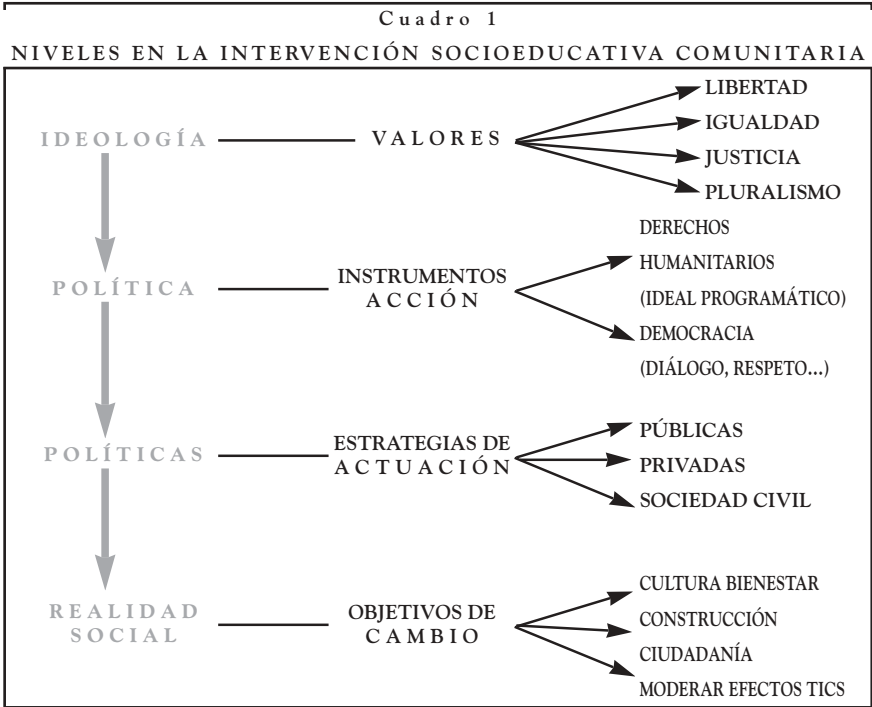 Cuadro 1
NIVELES EN LA INTERVENCIÓN SOCIOEDUCATIVA COMUNITARIA
IDEOLOGÍA
VALORES
LIBERTAD
IGUALDAD
JUSTICIA
PLURALISMO
POLÍTICA
INSTRUMENTOS
ACCIÓN
DERECHOS
HUMANITARIOS
(IDEAL PROGRAMÁTICO)
DEMOCRACIA
(DIÁLOGO, RESPETO...)
POLÍTICAS
ESTRATEGIAS DE
ACTUACIÓN
PÚBLICAS
PRIVADAS
SOCIEDAD CIVIL
REALIDAD
SOCIAL
OBJETIVOS DE
CAMBIO
CULTURA BIENESTAR
CONSTRUCCIÓN
CIUDADANÍA
MODERAR EFECTOS TICS